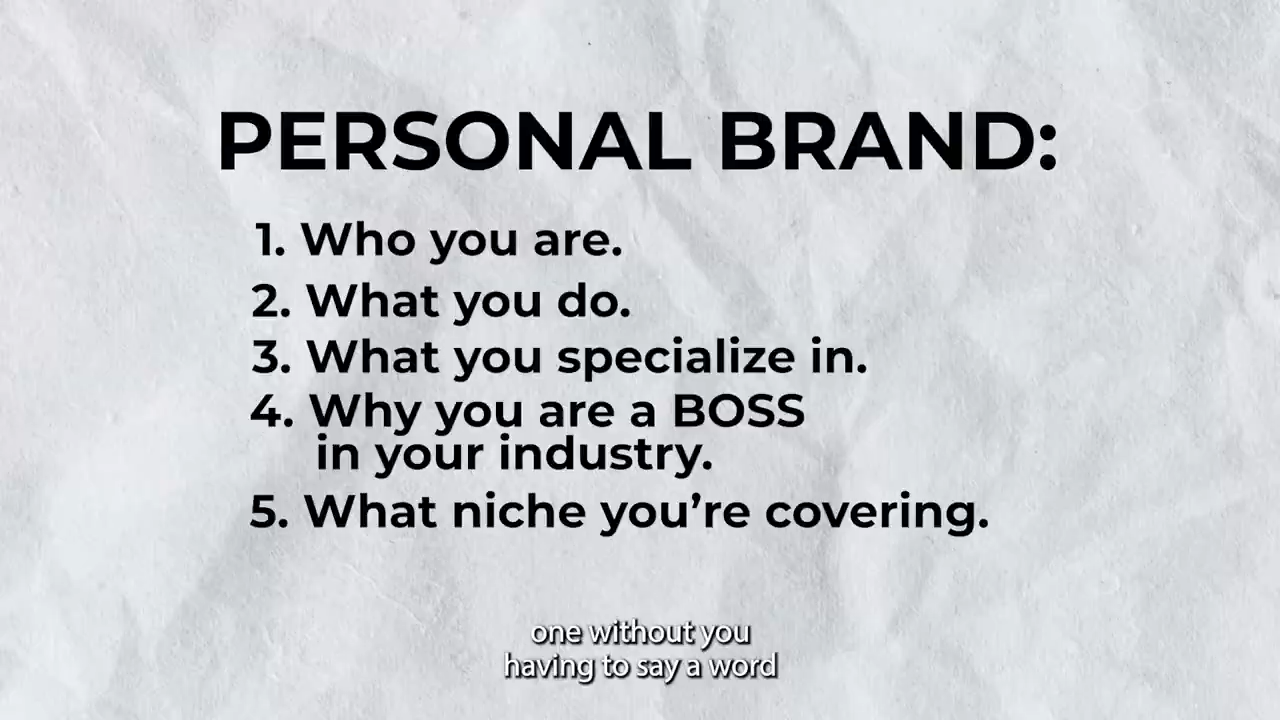 PERSONAL BRAND:
1. Who you are.
2. What you do.
3. What you specialize in.
4. Why you are a BOSS
in your industry.
5. What niche you’re covering.
one without you
having to say a word